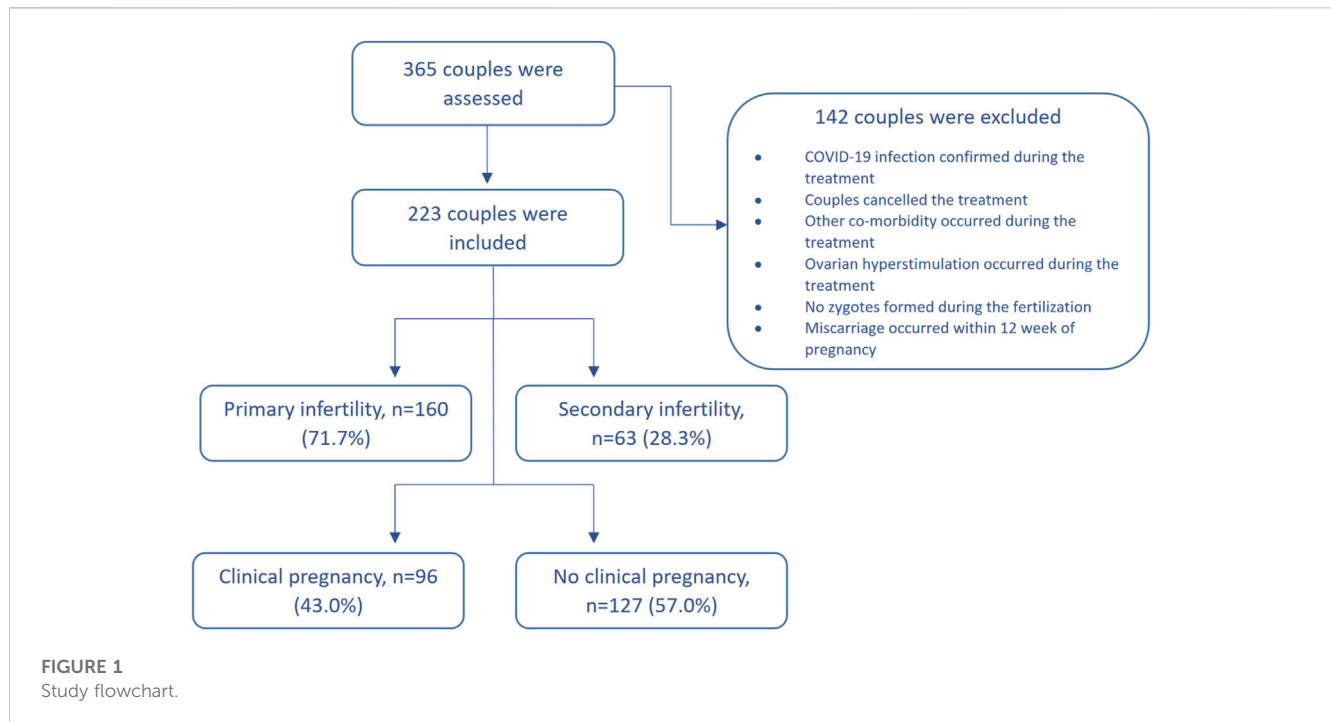 365 couples were
assessed
142 couples were excluded
• COVID-19 infection confirmed during the
treatment
• Couples cancelled the treatment
• Other co-morbidity occurred during the
treatment
• Ovarian hyperstimulation occurred during the
treatment
• No zygotes formed during the fertilization
• Miscarriage occurred within 12 week of
pregnancy
223 couples were
included
Primary infertility, n=160
(71.7%)
Secondary infertility,
n=63 (28.3%)
Clinical pregnancy, n=96
(43.0%)
No clinical pregnancy,
n=127 (57.0%)
FIGURE 1
Study flowchart.